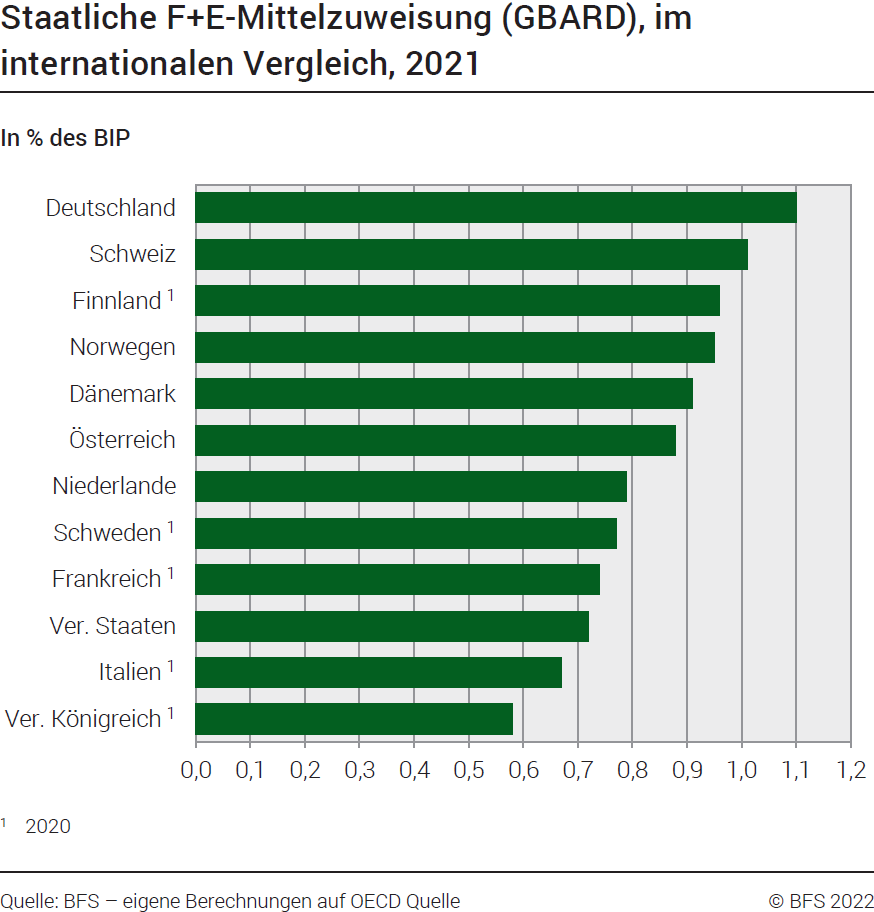 Staatliche F+E-Mittelzuweisung (GBARD), im
internationalen Vergleich, 2021
In % des BIP
Deutschland
Schweiz
Finnland ¹
Norwegen
Dänemark
Österreich
Niederlande
Schweden ¹
Frankreich ¹
Ver. Staaten
Italien ¹
Ver. Königreich ¹
0,0 0,1 0,2 0,3 0,4 0,5 0,6 0,7 0,8 0,9 1,0 1,1 1,2
¹ 2020
Quelle: BFS – eigene Berechnungen auf OECD Quelle © BFS 2022